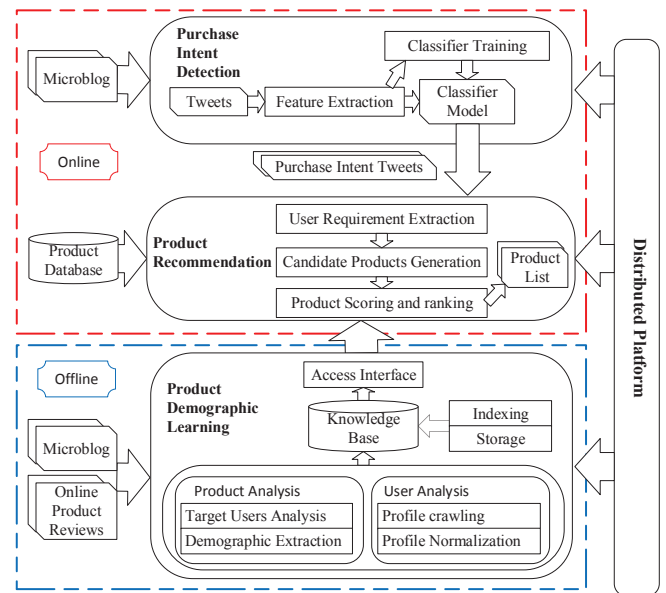 Purchase
Intent
Detection
Classifier Training
Microblog
Tweets
Feature Extraction
Classifier
Model
Online
Purchase Intent Tweets
Product
Database
Product
Recommendation
User Requirement Extraction
Candidate Products Generation
Product Scoring and ranking
Product
List
Distributed Platform
Offline
Product
Demographic
Learning
Access Interface
Knowledge
Base
Indexing
Storage
Microblog
Online
Product
Reviews
Product Analysis
Target Users Analysis
Demographic Extraction
User Analysis
Profile crawling
Profile Normalization